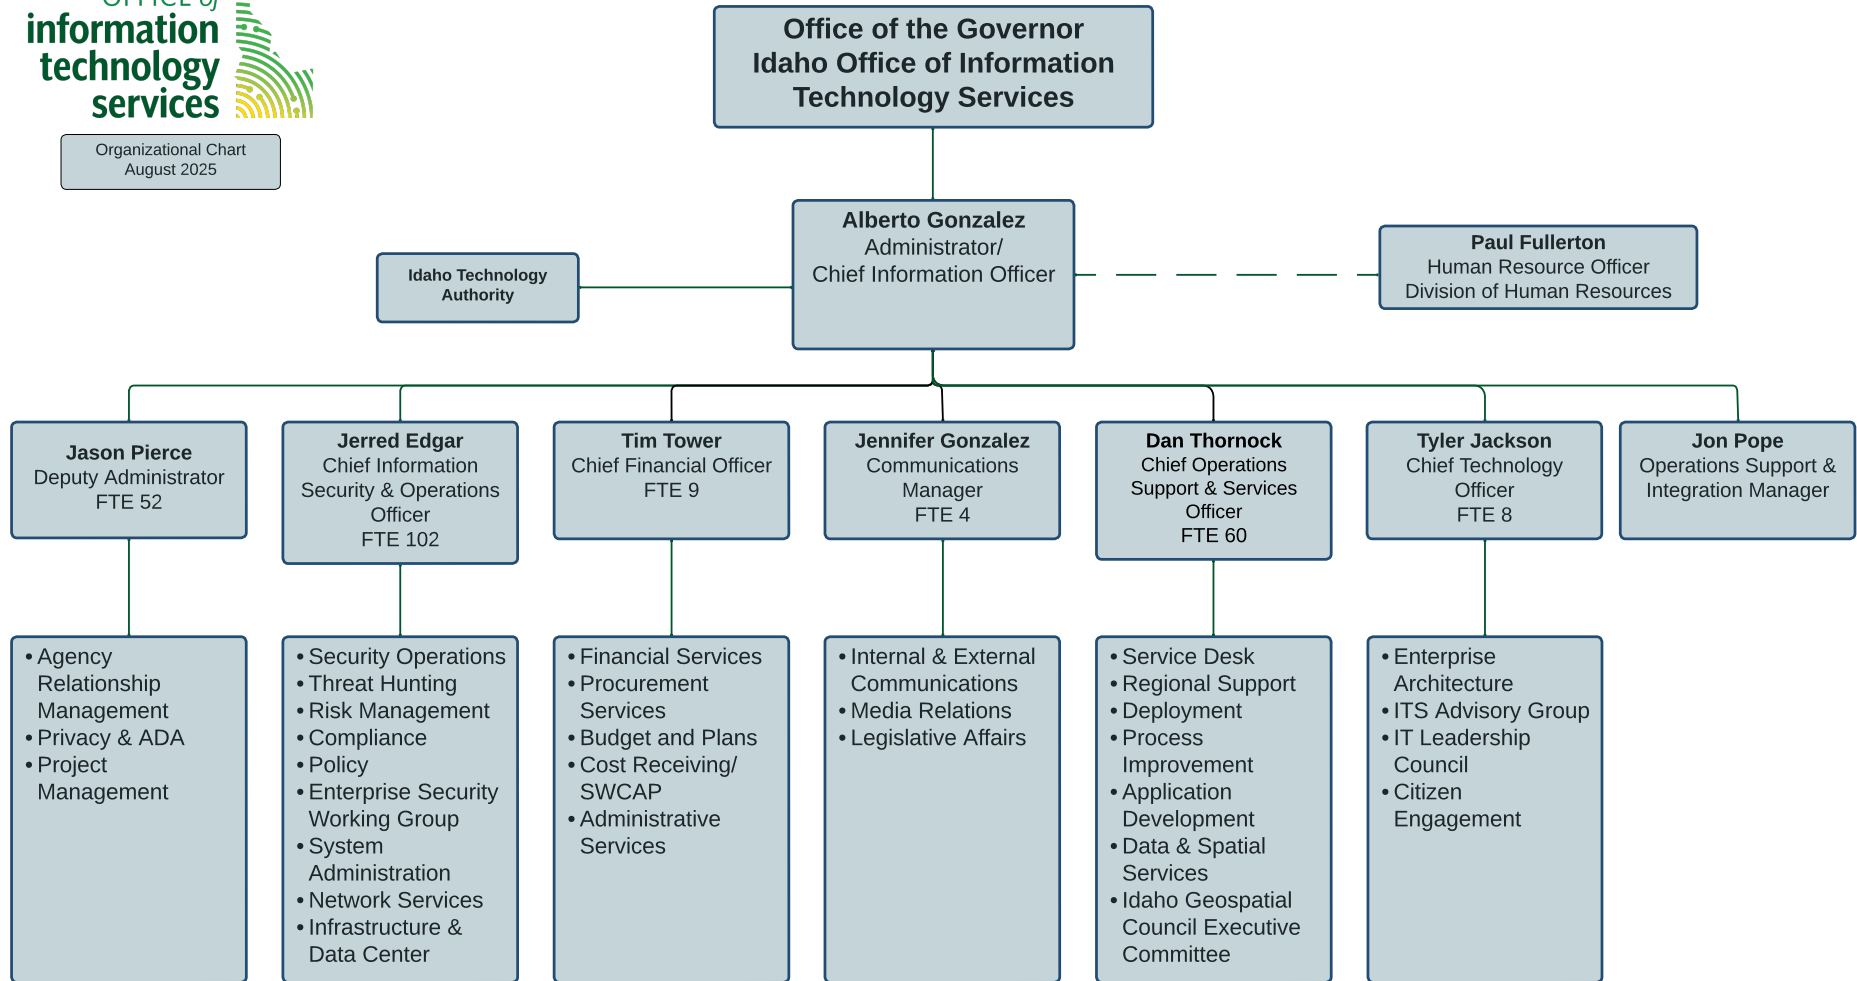 OFFICE of
information
technology
services
Organizational Chart
August 2025
Office of the Governor
Idaho Office of Information
Technology Services
Alberto Gonzalez
Administrator/
Chief Information Officer
Idaho Technology
Authority
Paul Fullerton
Human Resource Officer
Division of Human Resources
Jason Pierce
Deputy Administrator
FTE 52
Jerred Edgar
Chief Information
Security & Operations
Officer
FTE 102
Tim Tower
Chief Financial Officer
FTE 9
Jennifer Gonzalez
Communications
Manager
FTE 4
Dan Thornock
Chief Operations
Support & Services
Officer
FTE 60
Tyler Jackson
Chief Technology
Officer
FTE 8
Jon Pope
Operations Support &
Integration Manager
• Agency
Relationship
Management
• Privacy & ADA
• Project
Management
• Security Operations
• Threat Hunting
• Risk Management
• Compliance
• Policy
• Enterprise Security
Working Group
• System
Administration
• Network Services
• Infrastructure &
Data Center
• Financial Services
• Procurement
Services
• Budget and Plans
• Cost Receiving/
SWCAP
• Administrative
Services
• Internal & External
Communications
• Media Relations
• Legislative Affairs
• Service Desk
• Regional Support
• Deployment
• Process
Improvement
• Application
Development
• Data & Spatial
Services
• Idaho Geospatial
Council Executive
Committee
• Enterprise
Architecture
• ITS Advisory Group
• IT Leadership
Council
• Citizen
Engagement